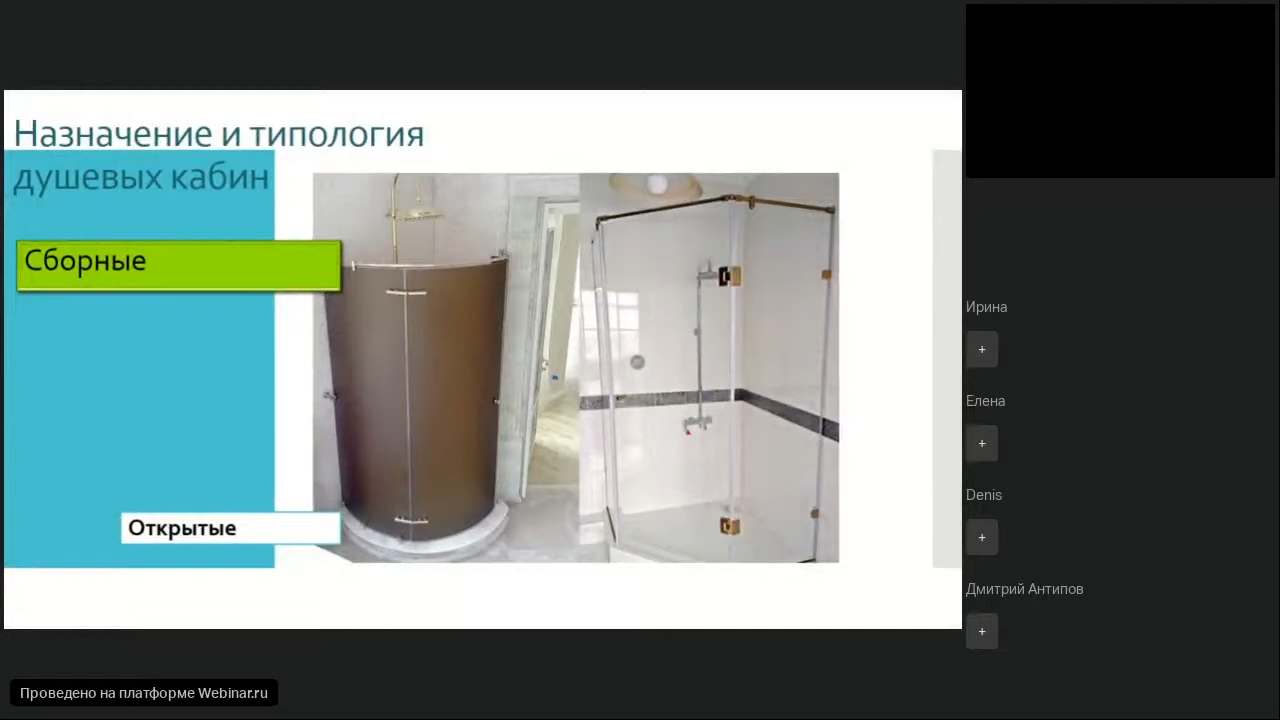 Назначение и типология
душевых кабин
Сборные
Открытые
Ирина
+
Елена
+
Denis
+
Дмитрий Антипов
+
Проведено на платформе Webinar.ru